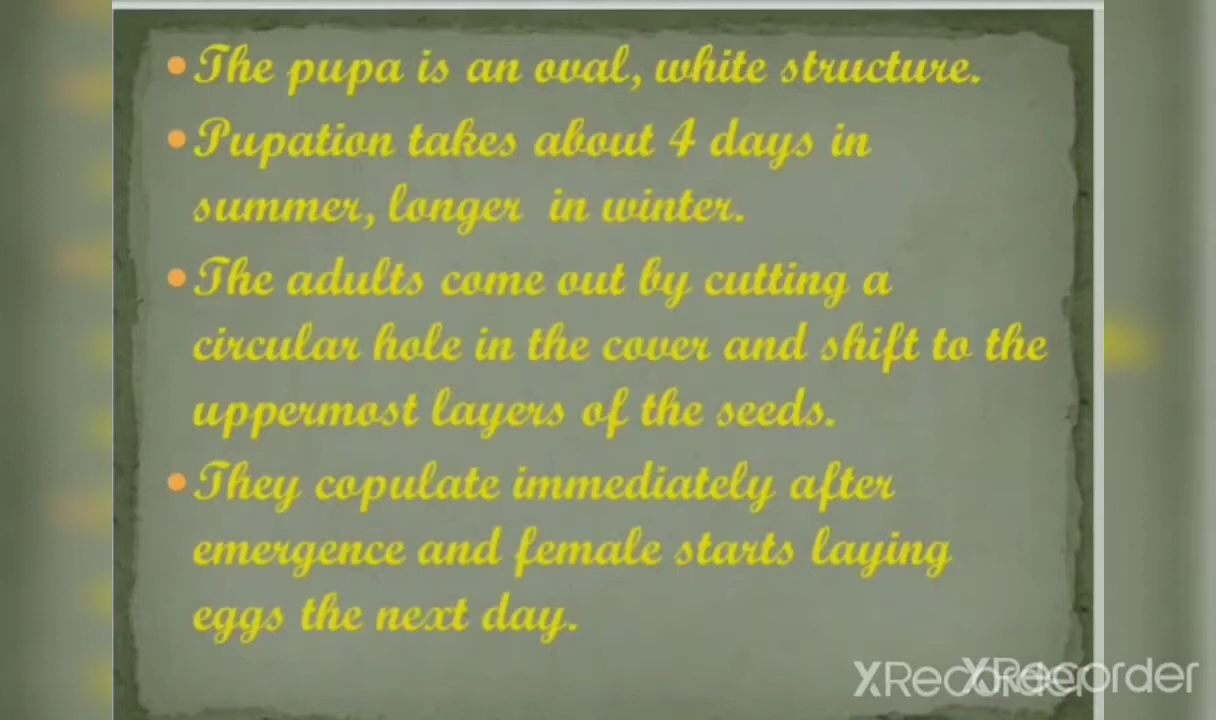 • The pupa is an oval, white structure.
• Pupation takes about 4 days in
summer, longer in winter.
• The adults come out by cutting a
circular hole in the cover and shift to the
uppermost layers of the seeds.
• They copulate immediately after
emergence and female starts laying
eggs the next day.
XRecorder XRecorder